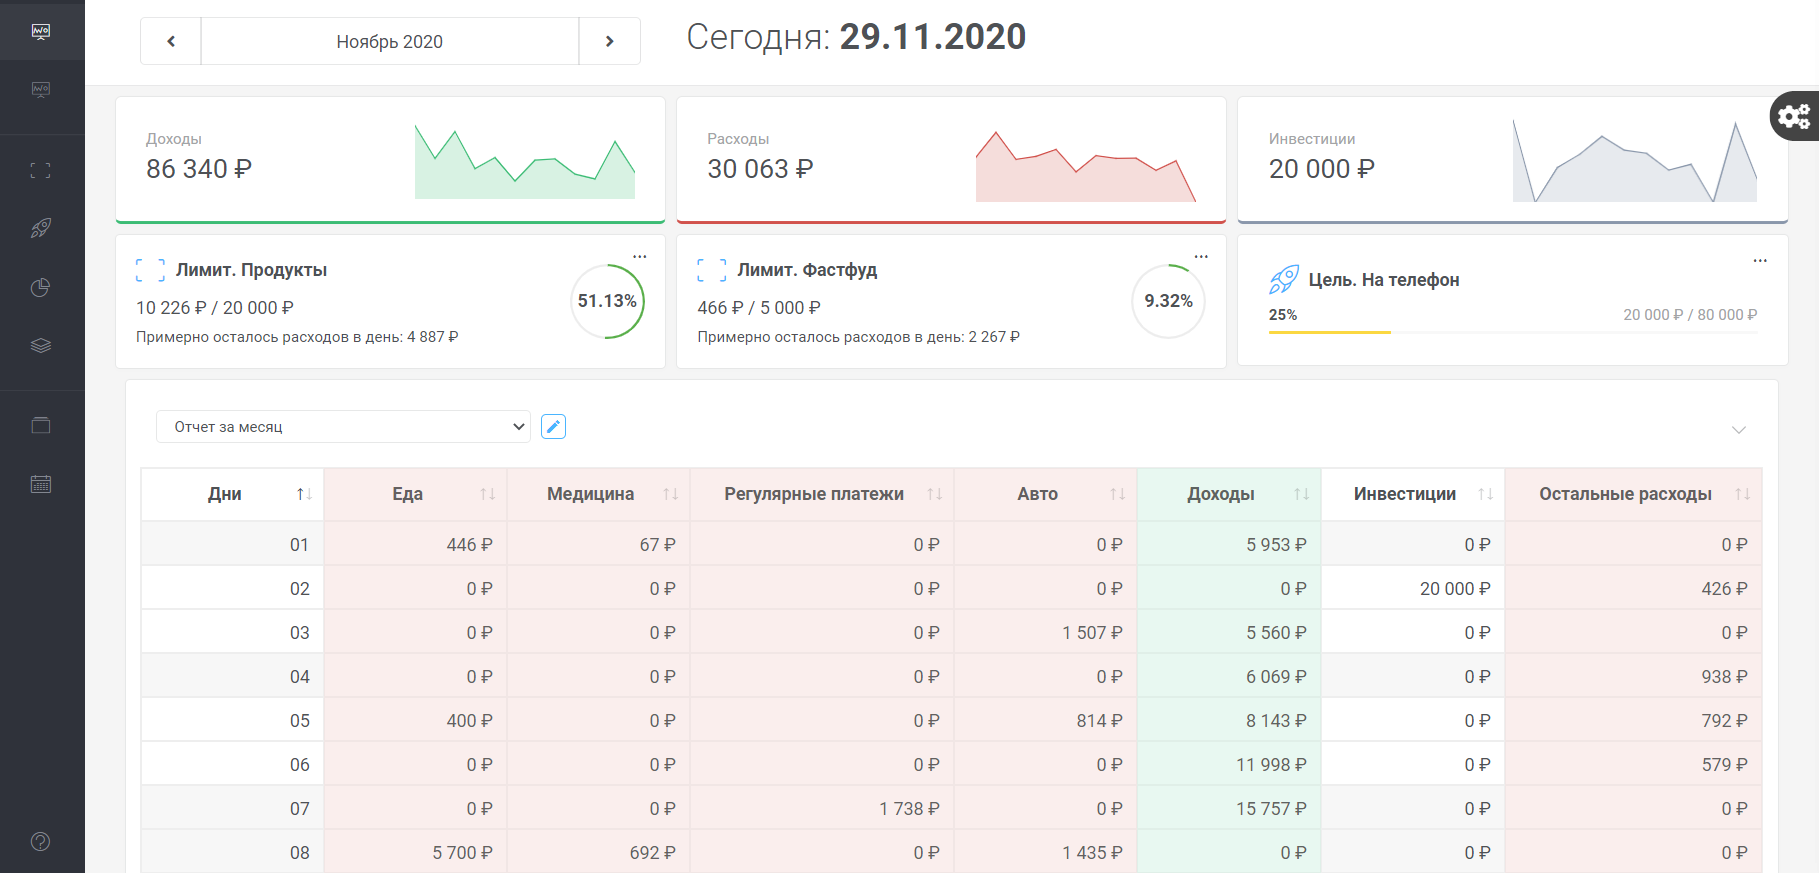 Ноябрь 2020
Сегодня: 29.11.2020
Доходы
86 340 ₽
Расходы
30 063 ₽
Инвестиции
20 000 ₽
Лимит. Продукты
10 226 ₽ / 20 000 ₽
Примерно осталось расходов в день: 4 887 ₽
51.13%
...
Лимит. Фастфуд
466 ₽ / 5 000 ₽
Примерно осталось расходов в день: 2 267 ₽
9.32%
...
Цель. На телефон
25%
20 000 ₽ / 80 000 ₽
...
Отчет за месяц
Дни Еда Медицина Регулярные платежи Авто Доходы Инвестиции Остальные расходы
01 446 ₽ 67 ₽ 0 ₽ 0 ₽ 5 953 ₽ 0 ₽ 0 ₽
02 0 ₽ 0 ₽ 0 ₽ 0 ₽ 0 ₽ 20 000 ₽ 426 ₽
03 0 ₽ 0 ₽ 0 ₽ 1 507 ₽ 5 560 ₽ 0 ₽ 0 ₽
04 0 ₽ 0 ₽ 0 ₽ 0 ₽ 6 069 ₽ 0 ₽ 938 ₽
05 400 ₽ 0 ₽ 0 ₽ 814 ₽ 8 143 ₽ 0 ₽ 792 ₽
06 0 ₽ 0 ₽ 0 ₽ 0 ₽ 11 998 ₽ 0 ₽ 579 ₽
07 0 ₽ 0 ₽ 1 738 ₽ 0 ₽ 15 757 ₽ 0 ₽ 0 ₽
08 5 700 ₽ 692 ₽ 0 ₽ 1 435 ₽ 0 ₽ 0 ₽ 0 ₽